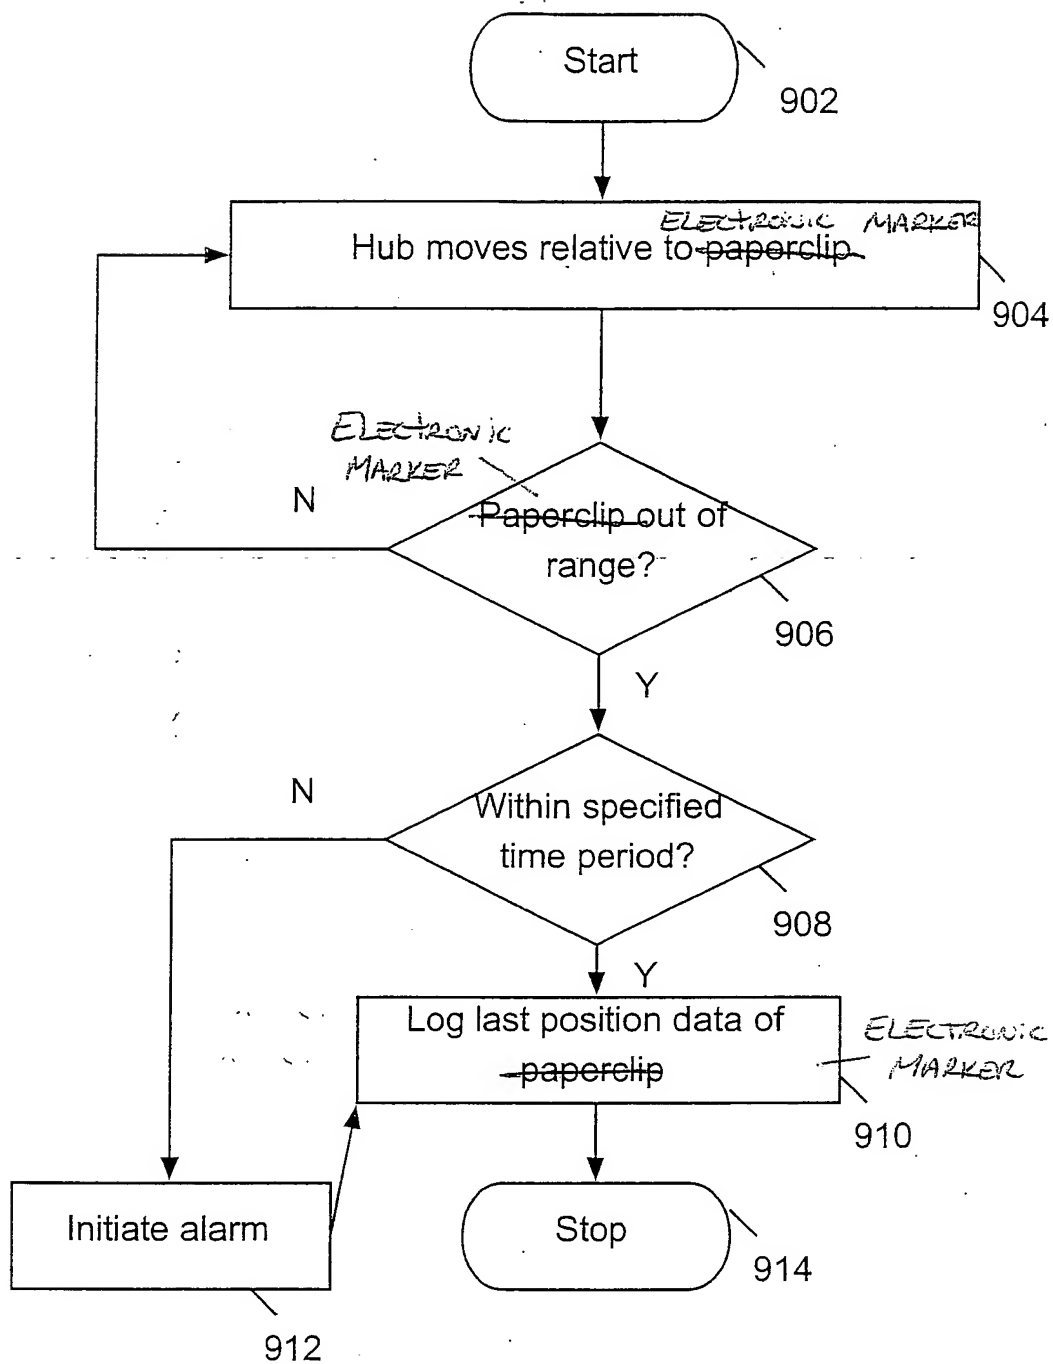 Start
902
ELECTRONIC MARKER
Hub moves relative to paperclip
904
ELECTRONIC
MARKER
N
Paperclip out of
range?
906
Y
N
Within specified
time period?
908
Y
Log last position data of
paperclip
ELECTRONIC
MARKER
910
Initiate alarm
Stop
914
912